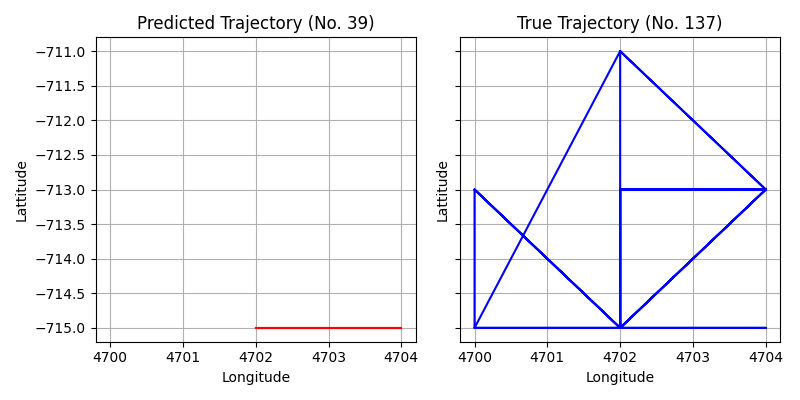 Predicted Trajectory (No. 39)
True Trajectory (No. 137)
Lattitude
−711.0
−711.5
−712.0
−712.5
−713.0
−713.5
−714.0
−714.5
−715.0
4700 4701 4702 4703 4704
Longitude
Lattitude
4700 4701 4702 4703 4704
Longitude